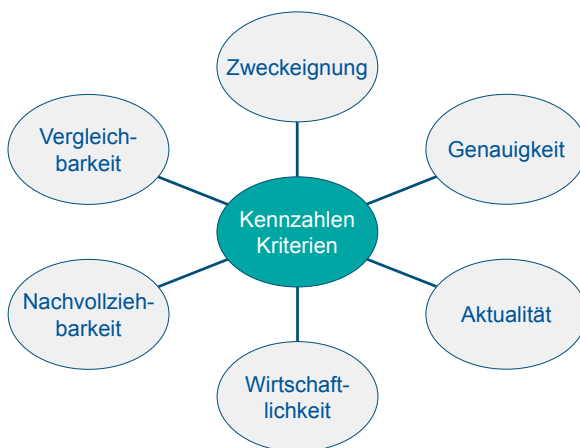 Zweckeignung
Vergleich-
barkeit
Genauigkeit
Kennzahlen
Kriterien
Nachvollzieh-
barkeit
Aktualität
Wirtschaft-
lichkeit